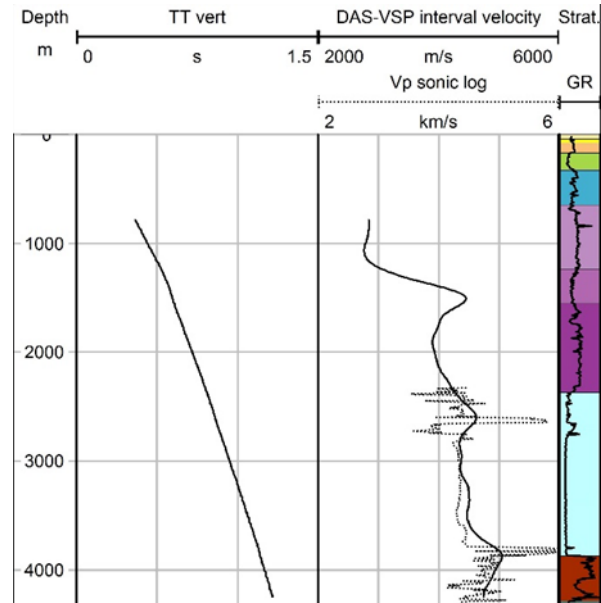 Depth TT vert DAS-VSP interval velocity Strat.
m 0 s 1.5 2000 m/s 6000
Vp sonic log GR
2 km/s 6
0
1000
2000
3000
4000